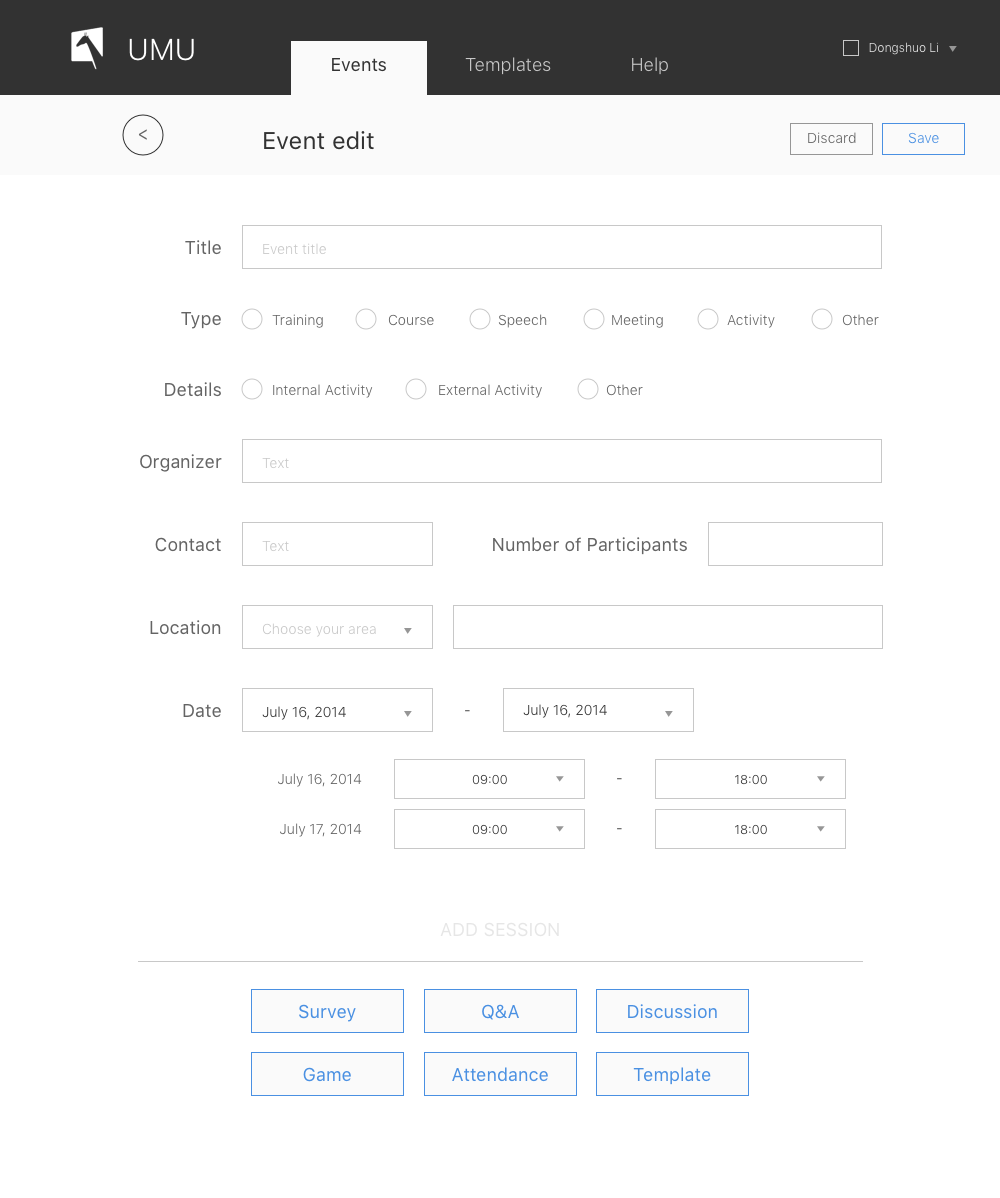 UMU
Events Templates Help
Dongshuo Li
<
Event edit
Discard Save
Title Event title
Type Training Course Speech Meeting Activity Other
Details Internal Activity External Activity Other
Organizer Text
Contact Text Number of Participants
Location Choose your area
Date July 16, 2014 - July 16, 2014
July 16, 2014 09:00 - 18:00
July 17, 2014 09:00 - 18:00
ADD SESSION
Survey Q&A Discussion
Game Attendance Template